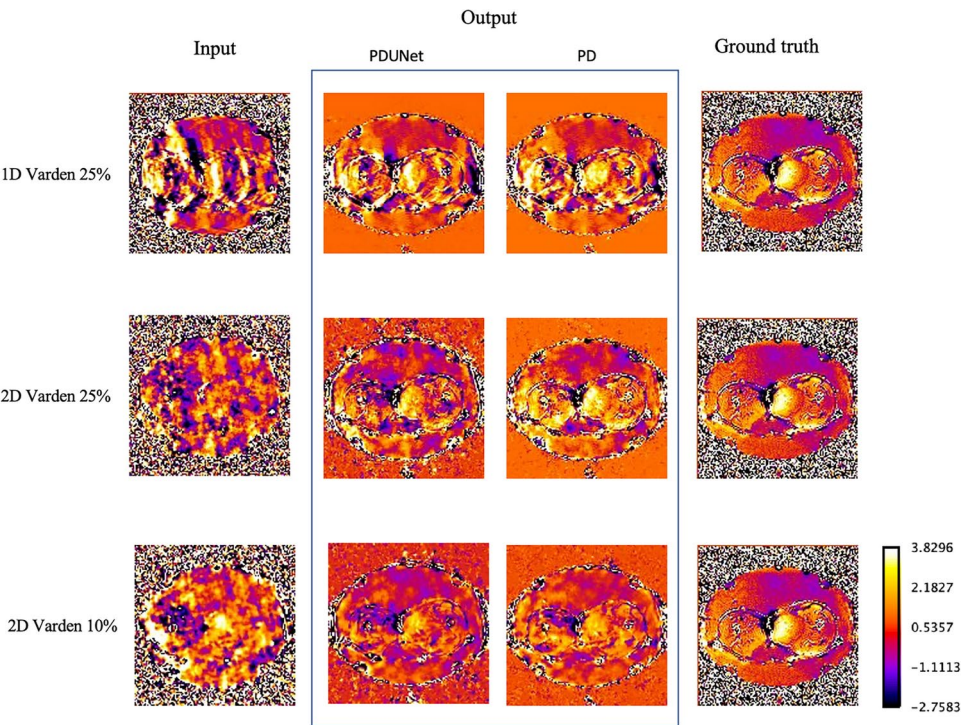 Output
Input
PDUNet
PD
Ground truth
1D Varden 25%
2D Varden 25%
2D Varden 10%
3.8296
2.1827
0.5357
-1.1113
-2.7583